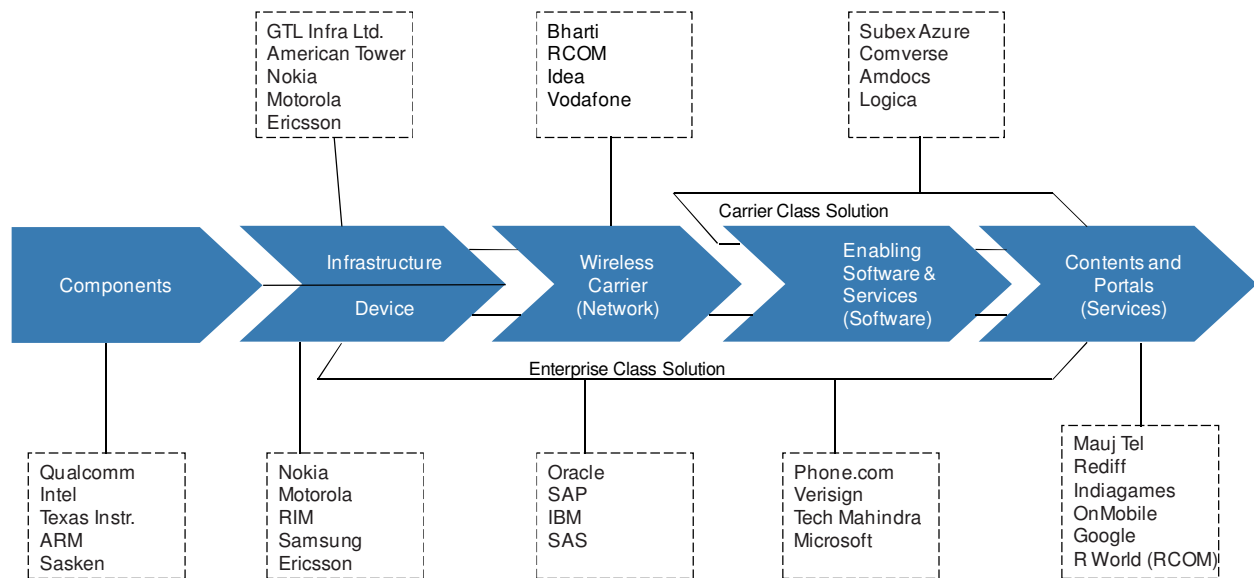 GTL Infra Ltd.
American Tower
Nokia
Motorola
Ericsson
Bharti
RCOM
Idea
Vodafone
Subex Azure
Comverse
Amdocs
Logica
Carrier Class Solution
Components
Infrastructure
Device
Wireless
Carrier
(Network)
Enabling
Software &
Services
(Software)
Contents and
Portals
(Services)
Enterprise Class Solution
Qualcomm
Intel
Texas Instr.
ARM
Sasken
Nokia
Motorola
RIM
Samsung
Ericsson
Oracle
SAP
IBM
SAS
Phone.com
Verisign
Tech Mahindra
Microsoft
Mauj Tel
Rediff
Indiagames
OnMobile
Google
R World (RCOM)